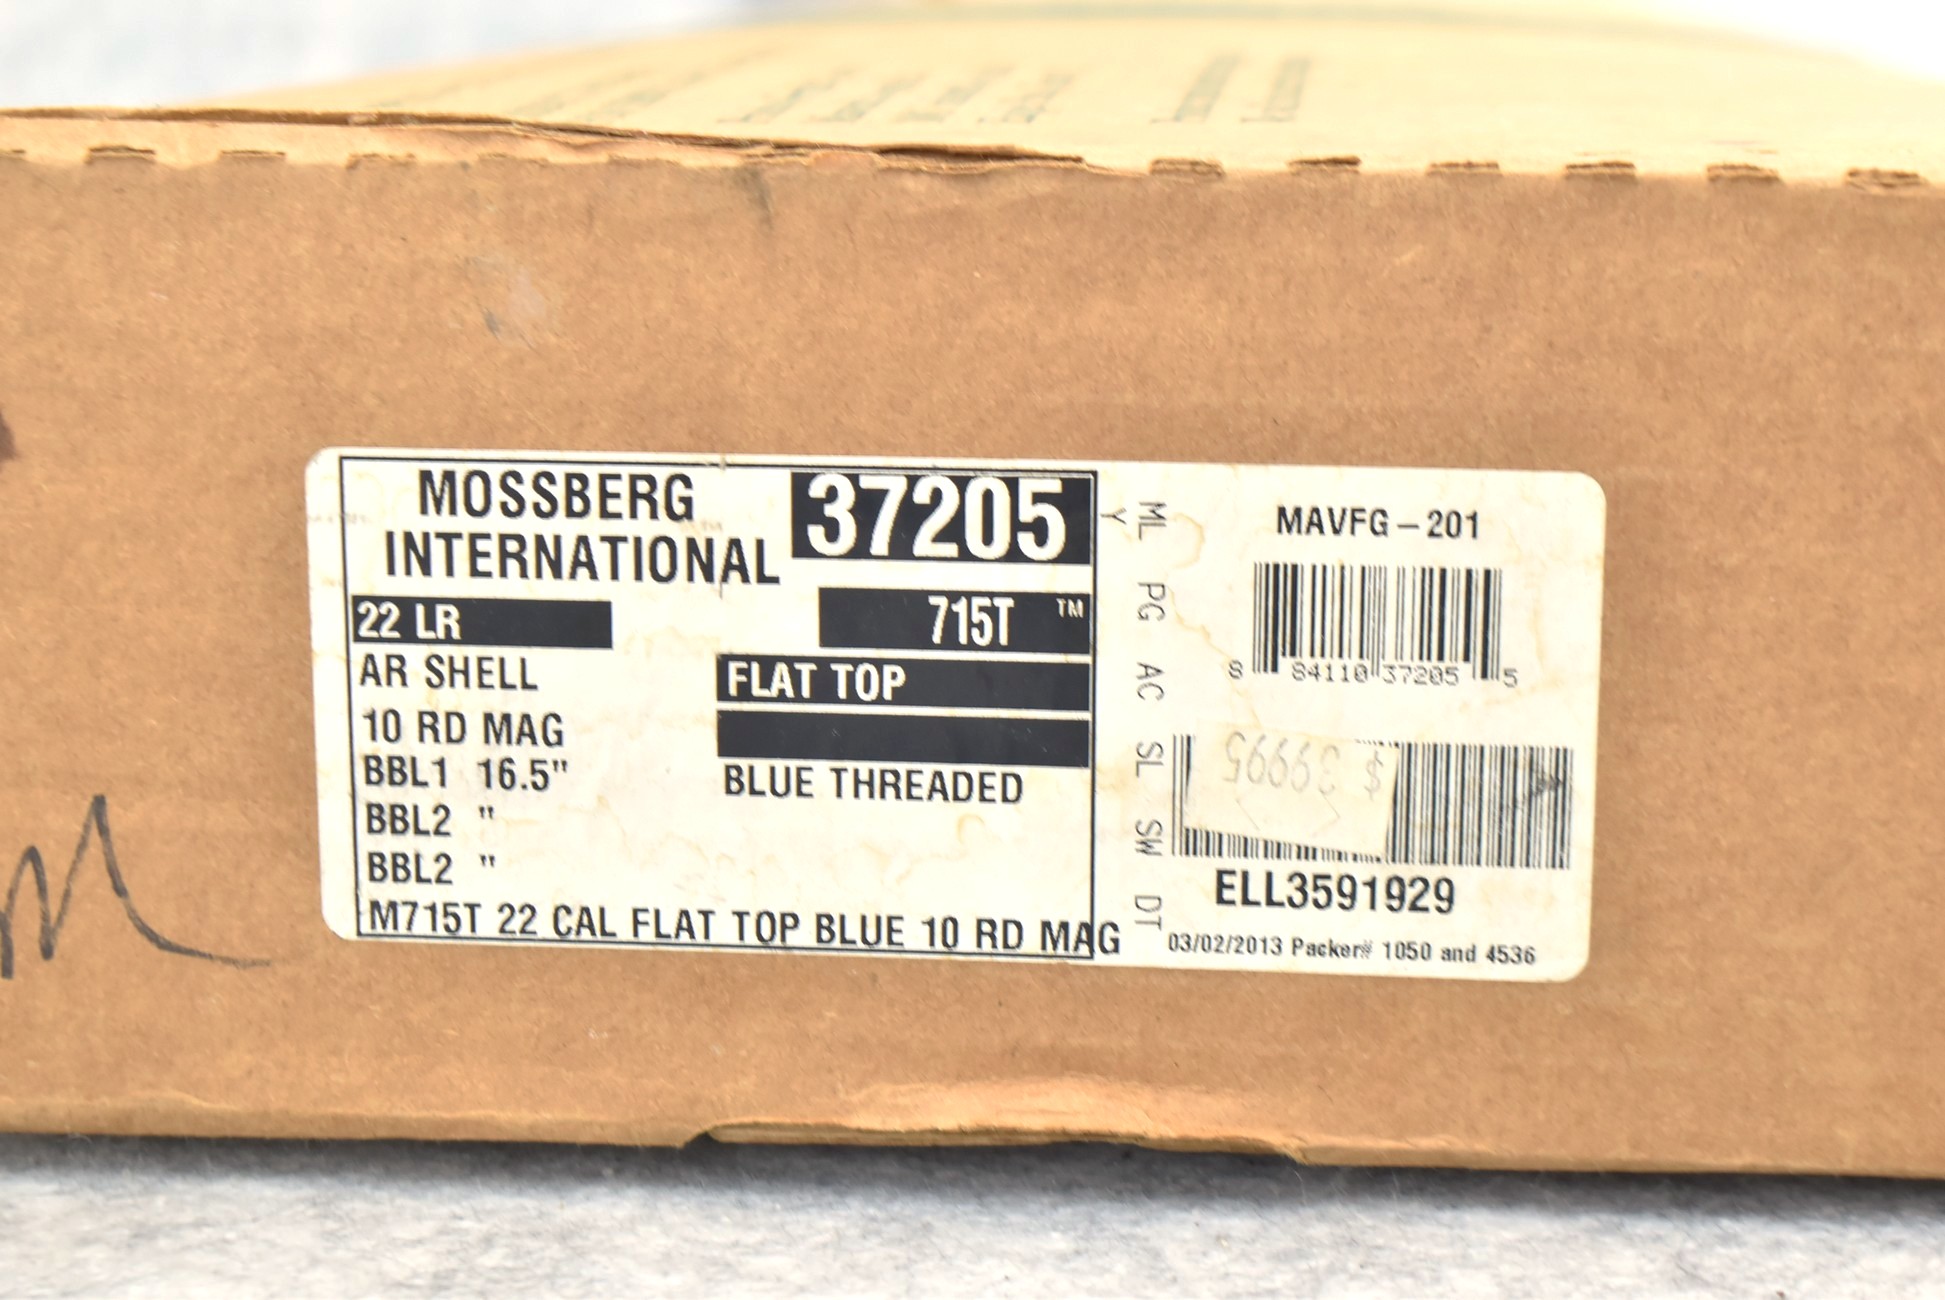 MOSSBERG
INTERNATIONAL
37205
22 LR
715T ™
AR SHELL
FLAT TOP
10 RD MAG
BBL1 16.5"
BLUE THREADED
BBL2 "
BBL2 "
M715T 22 CAL FLAT TOP BLUE 10 RD MAG
ML PG AC SL SW DT
Y
MAVFG-201
8 84110 37205 5
$ 39995
ELL3591929
03/02/2013 Packer# 1050 and 4536